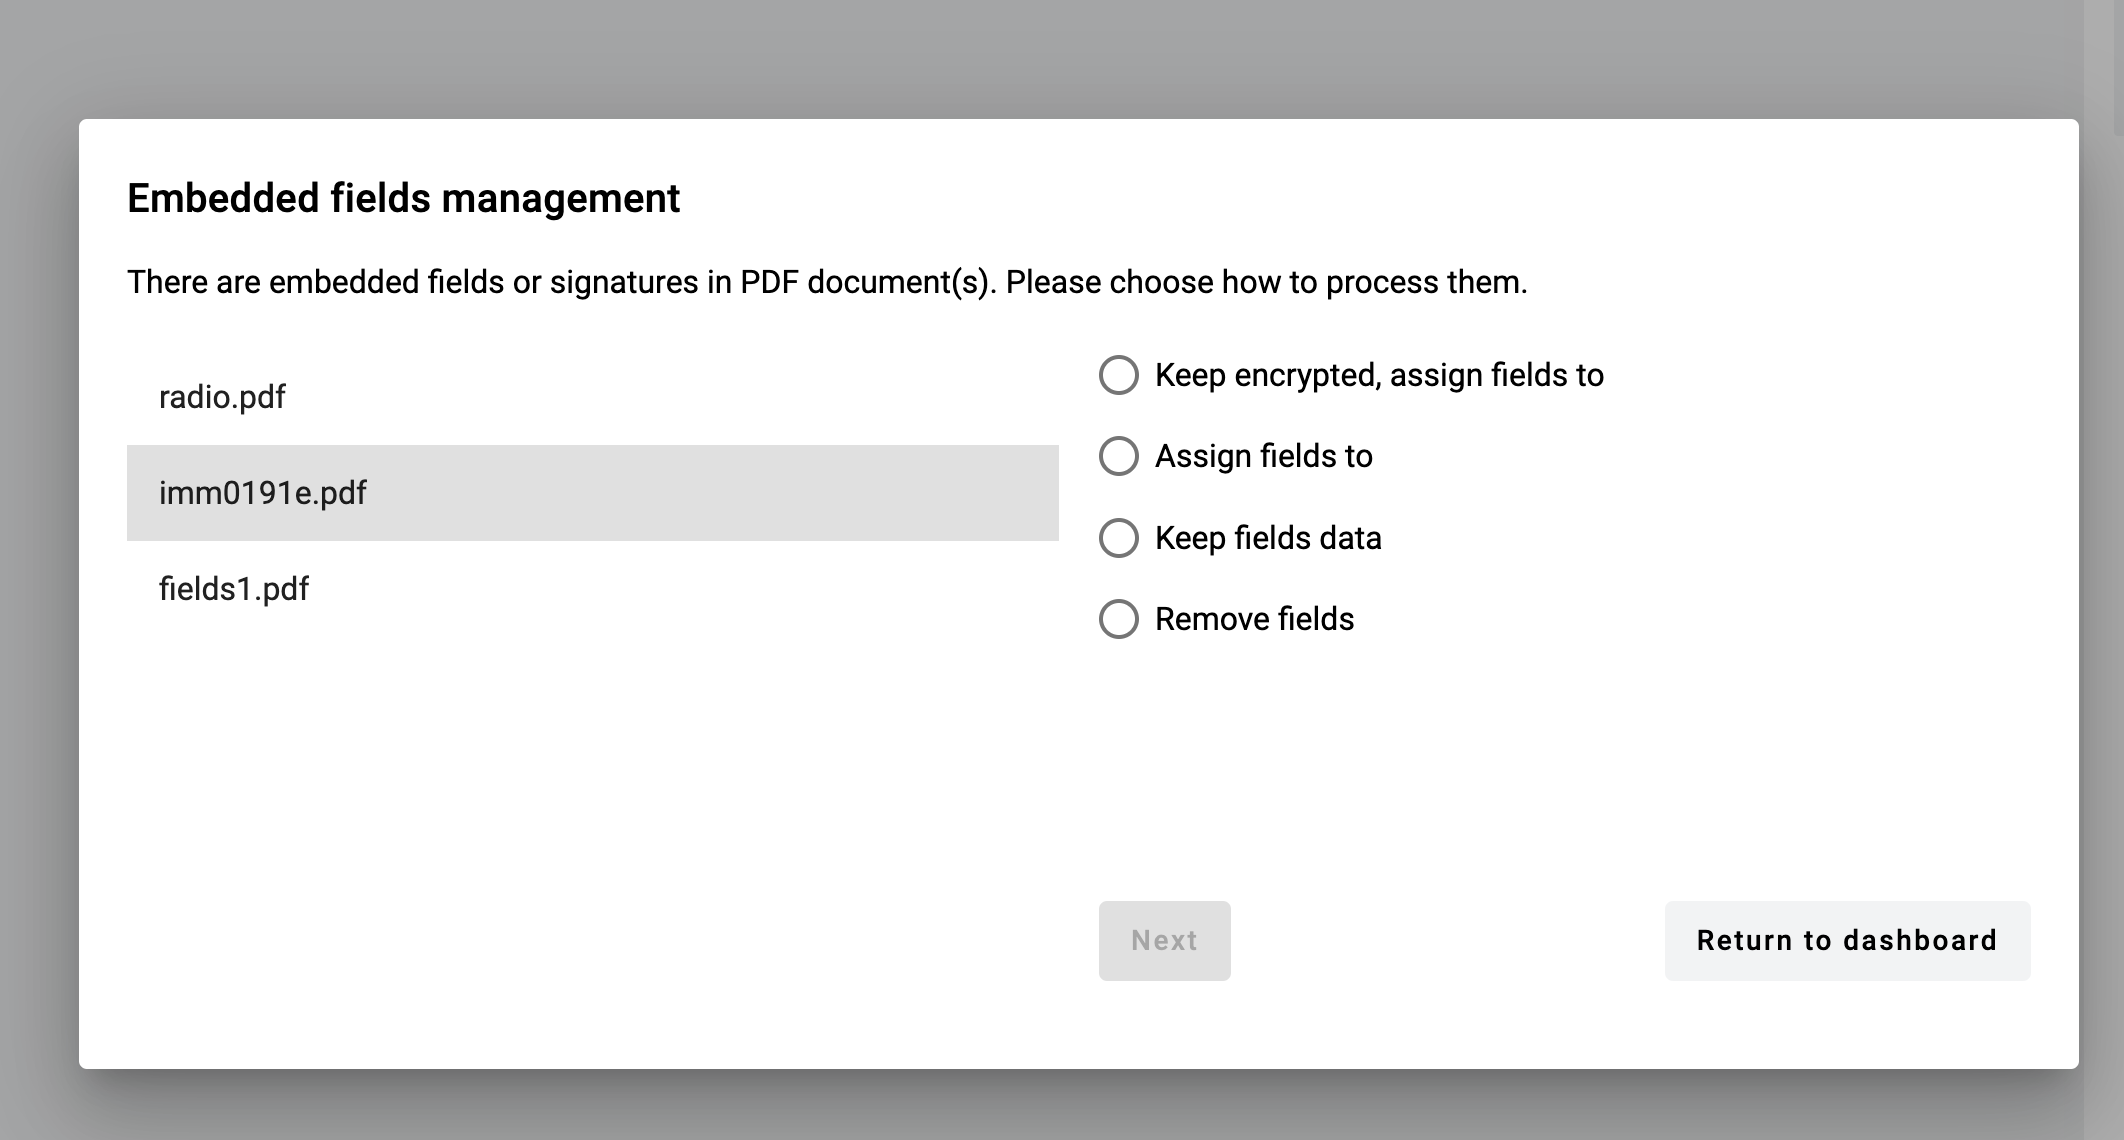 Embedded fields management
There are embedded fields or signatures in PDF document(s). Please choose how to process them.
radio.pdf
imm0191e.pdf
fields1.pdf
Keep encrypted, assign fields to
Assign fields to
Keep fields data
Remove fields
Next
Return to dashboard